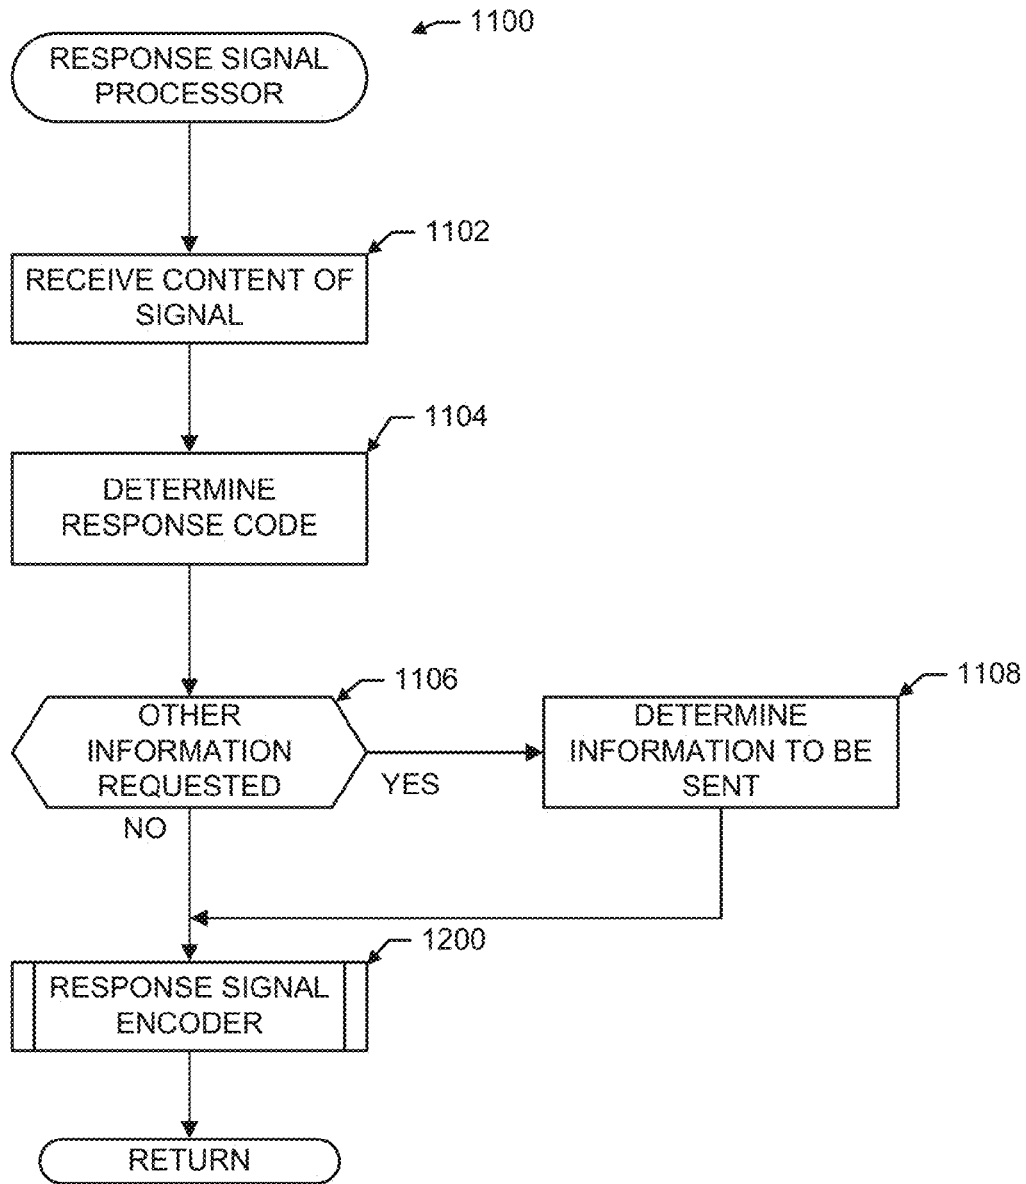 1100
RESPONSE SIGNAL
PROCESSOR
1102
RECEIVE CONTENT OF
SIGNAL
1104
DETERMINE
RESPONSE CODE
1106
OTHER
INFORMATION
REQUESTED
YES
NO
1108
DETERMINE
INFORMATION TO BE
SENT
1200
RESPONSE SIGNAL
ENCODER
RETURN